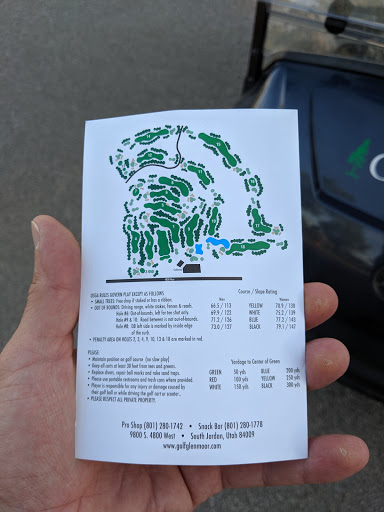 USGA RULES GOVERN PLAY EXCEPT AS FOLLOWS
• SMALL TREES: Free drop if staked or has a ribbon.
• OUT OF BOUNDS: Driving range, white stakes, fences & roads.
Hole #6: Out-of-bounds, left for tee shot only.
Hole #9 & 10: Road between is not out-of-bounds.
Hole #8: OB left side is marked by inside edge
of the curb.
• PENALTY AREA ON HOLES 2, 3, 4, 9, 10, 13 & 18 are marked in red.
Course / Slope Rating
Men Women
66.5 / 113 YELLOW 70.9 / 130
69.9 / 122 WHITE 75.2 / 139
71.2 / 126 BLUE 77.2 / 143
73.0 / 127 BLACK 79.1 / 147
PLEASE:
• Maintain position on golf course (no slow play)
• Keep all carts at least 30 feet from tees and greens.
• Replace divots, repair ball marks and rake sand traps.
• Please use portable restrooms and trash cans where provided.
• Player is responsible for any injury or damage caused by
their golf ball or while driving the golf cart or scooter.
• PLEASE RESPECT ALL PRIVATE PROPERTY.
Yardage to Center of Green
GREEN 50 yds BLUE 200 yds
RED 100 yds YELLOW 250 yds
WHITE 150 yds BLACK 300 yds
Pro Shop (801) 280-1742 • Snack Bar (801) 280-1778
9800 S. 4800 West • South Jordan, Utah 84009
www.golfglenmoor.com